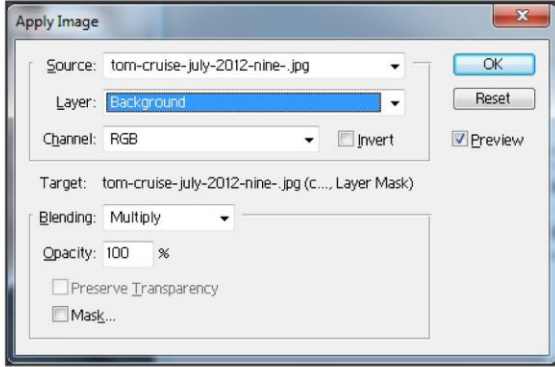 Apply Image
Source: tom-cruise-july-2012-nine-.jpg
OK
Layer: Background
Reset
Channel: RGB
Invert
Preview
Target: tom-cruise-july-2012-nine-.jpg (c..., Layer Mask)
Blending: Multiply
Opacity: 100 %
Preserve Transparency
Mask...